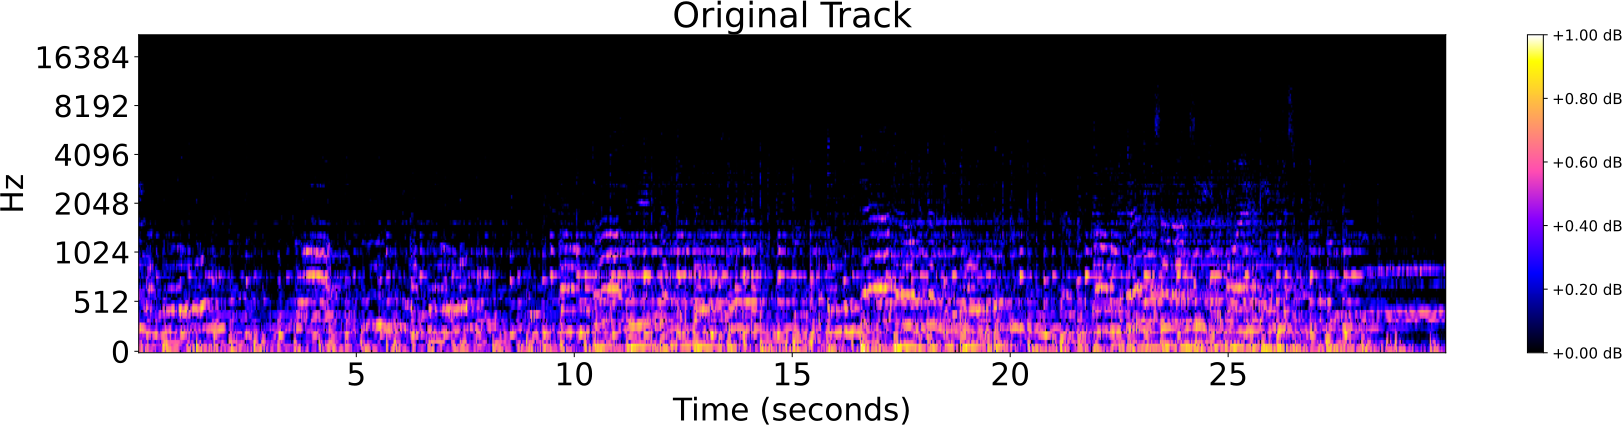 Original Track
Hz
16384
8192
4096
2048
1024
512
0
5 10 15 20 25
Time (seconds)
+1.00 dB
+0.80 dB
+0.60 dB
+0.40 dB
+0.20 dB
+0.00 dB